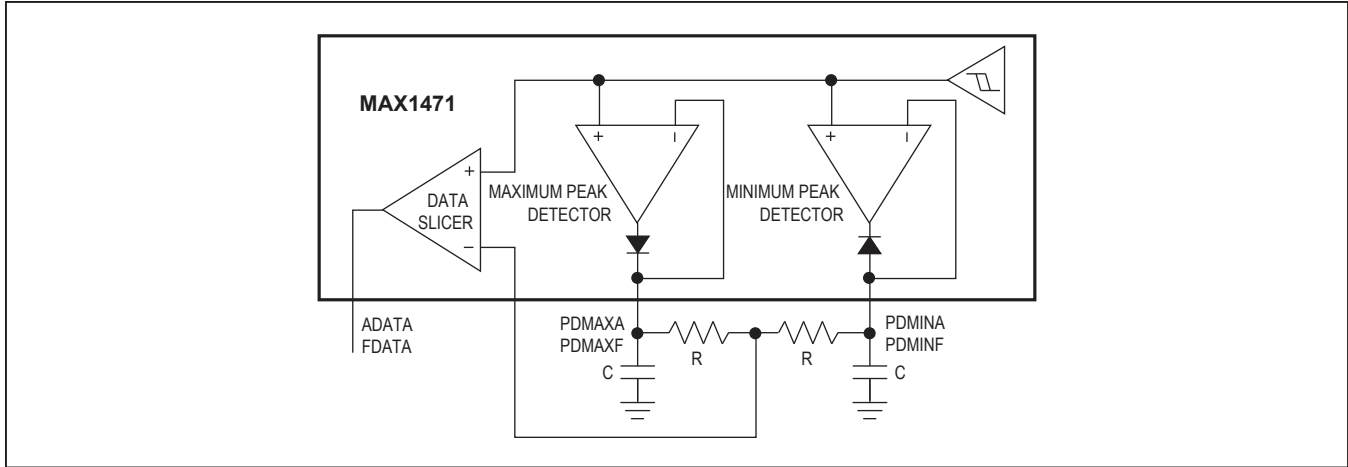 MAX1471
+
−
+
−
+
−
DATA
SLICER
MAXIMUM PEAK
DETECTOR
MINIMUM PEAK
DETECTOR
ADATA
FDATA
PDMAXA
PDMAXF
R
R
PDMINA
PDMINF
C
C